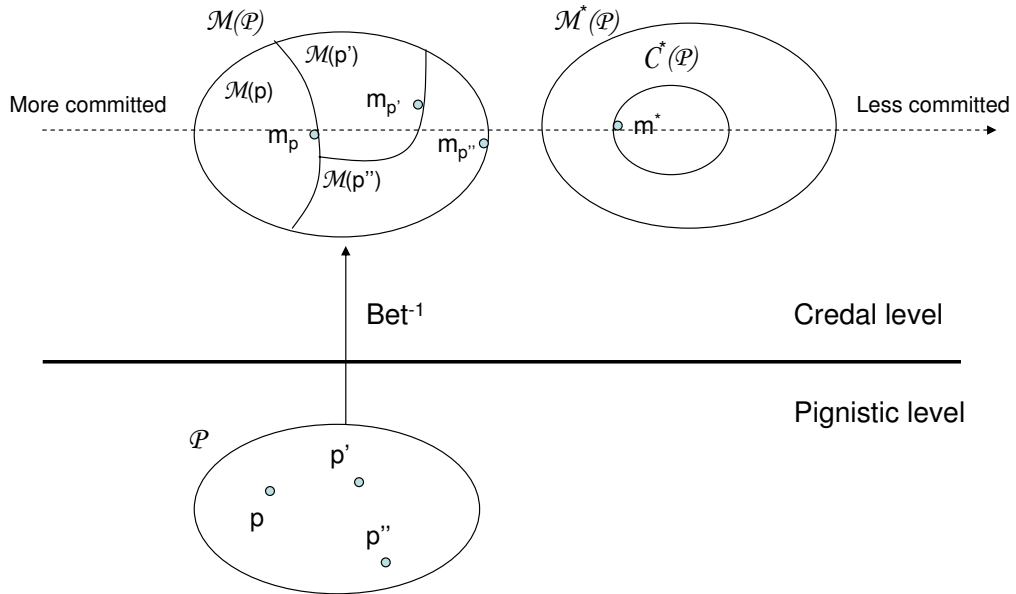 ℳ(𝒫)
ℳ*(𝒫)
ℳ(p')
C*(𝒫)
ℳ(p)
More committed
m_p'
Less committed
m_p
m*
m_p''
ℳ(p'')
Bet⁻¹
Credal level
Pignistic level
𝒫
p'
p
p''